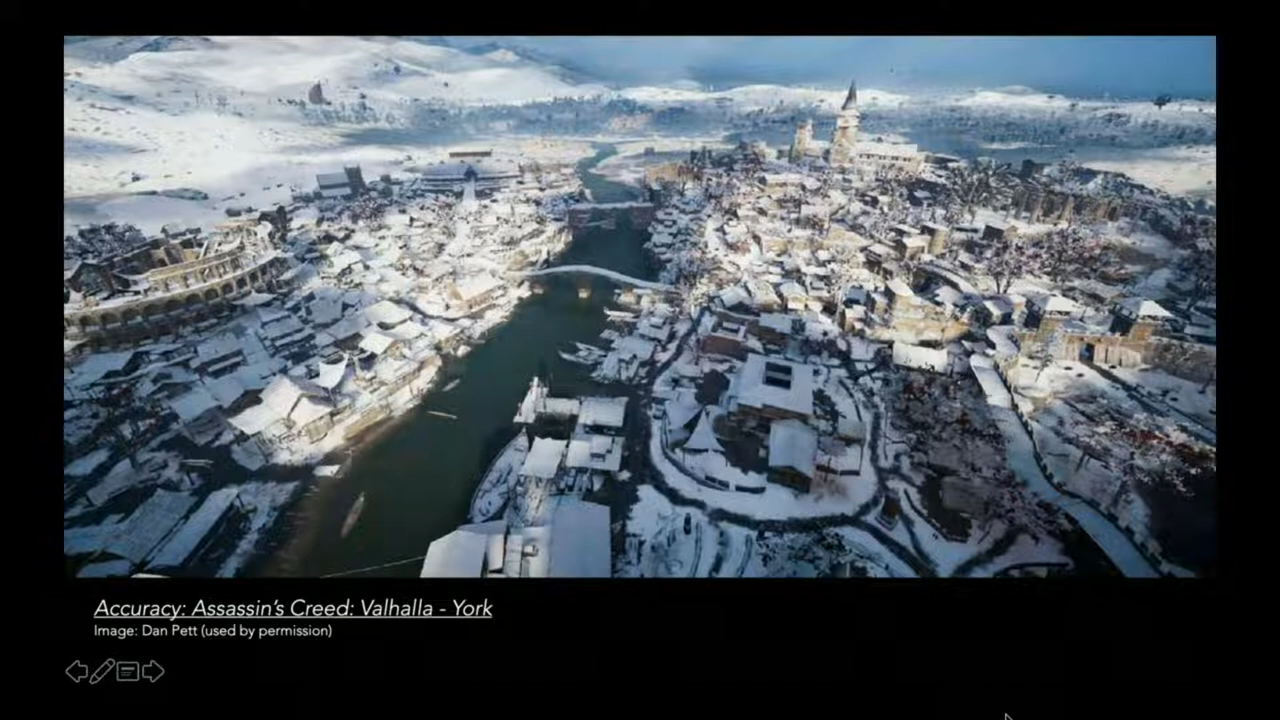 Accuracy: Assassin's Creed: Valhalla - York
Image: Dan Pett (used by permission)